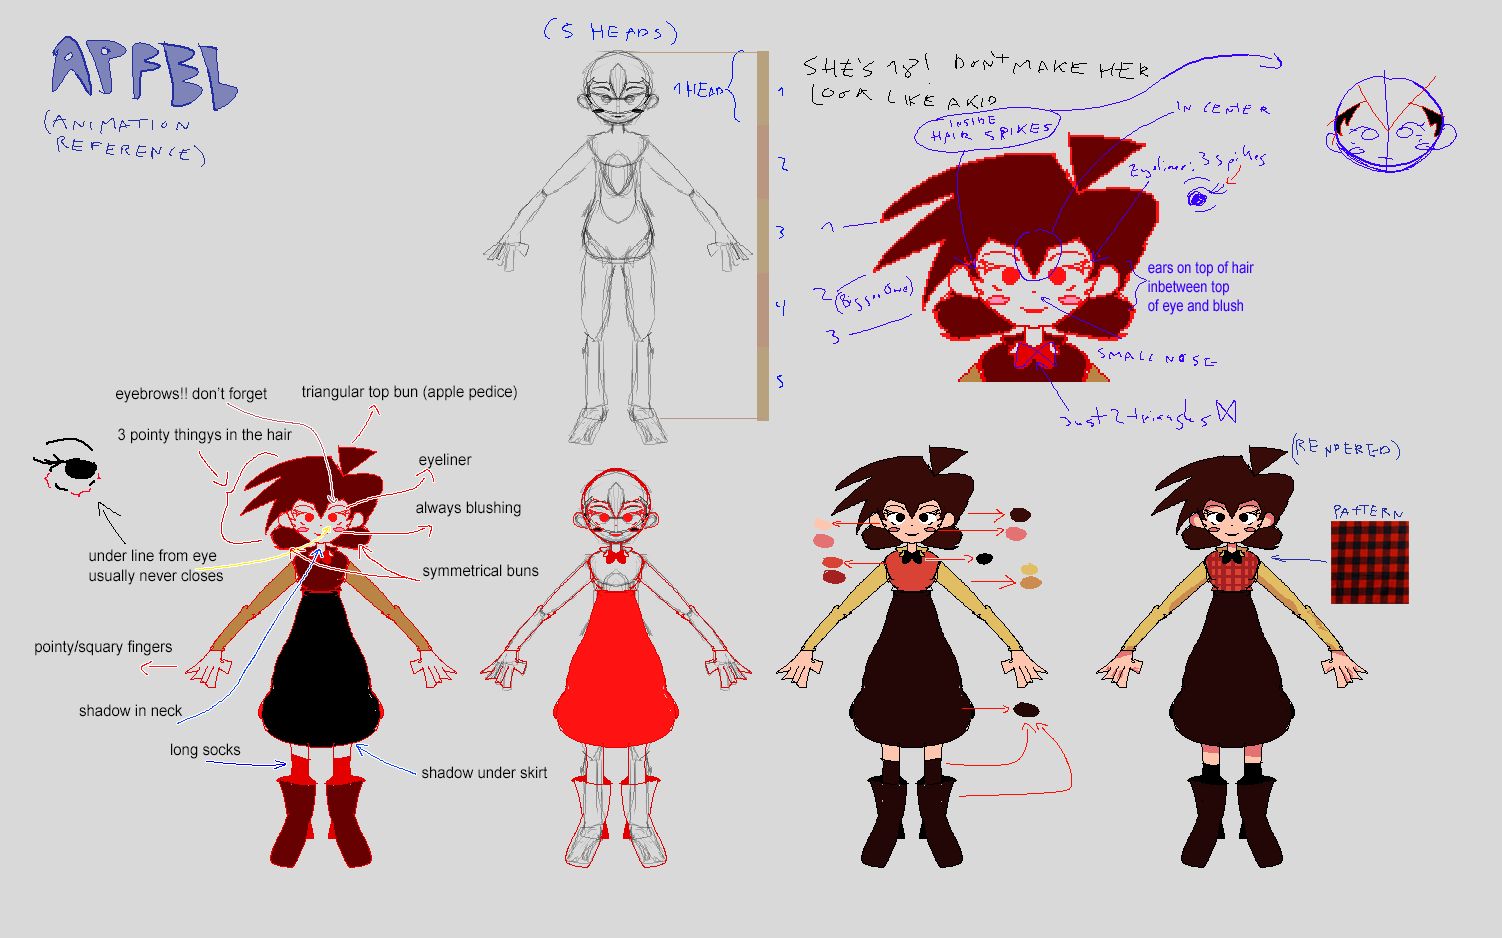 APFEL
(ANIMATION
REFERENCE)
(5 HEADS)
1 HEAD
1
2
3
4
5
SHE'S 18! DON'T MAKE HER
LOOK LIKE A KID
INSIDE
HAIR SPIKES
IN CENTER
Eyeliner: 3 spikes
1
2
(Bigger One)
3
ears on top of hair
inbetween top
of eye and blush
SMALL NOSE
Just 2 triangles
eyebrows!! don't forget
triangular top bun (apple pedice)
3 pointy thingys in the hair
eyeliner
always blushing
under line from eye
usually never closes
symmetrical buns
pointy/squary fingers
shadow in neck
long socks
shadow under skirt
(RENDERED)
PATTERN